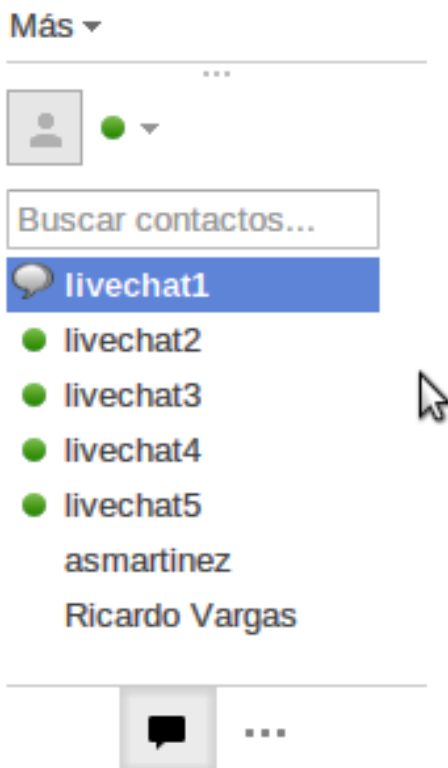 Más
Buscar contactos...
livechat1
livechat2
livechat3
livechat4
livechat5
asmartinez
Ricardo Vargas